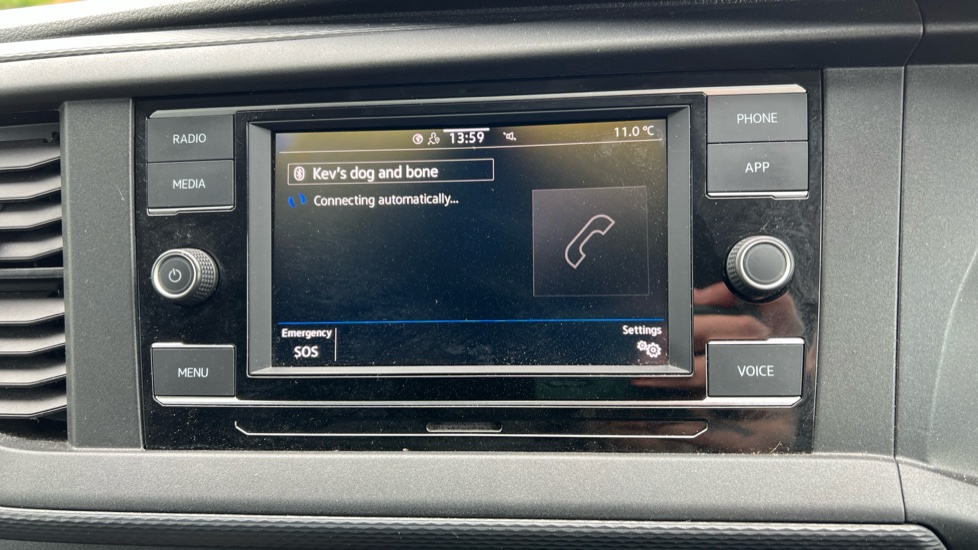 RADIO
MEDIA
MENU
13:59
11.0 °C
Kev's dog and bone
Connecting automatically...
Emergency
SOS
Settings
PHONE
APP
VOICE